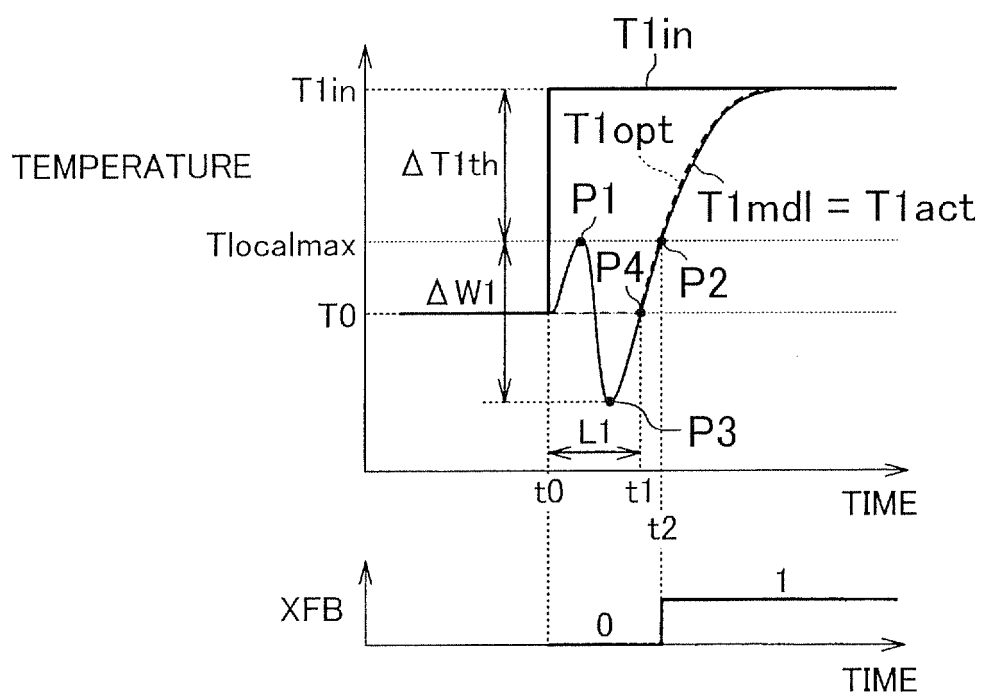 T1in
T1in
TEMPERATURE
ΔT1th
T1opt
T1mdl = T1act
P1
Tlocalmax
P4
P2
ΔW1
T0
P3
L1
t0
t1
TIME
t2
XFB
0
1
TIME